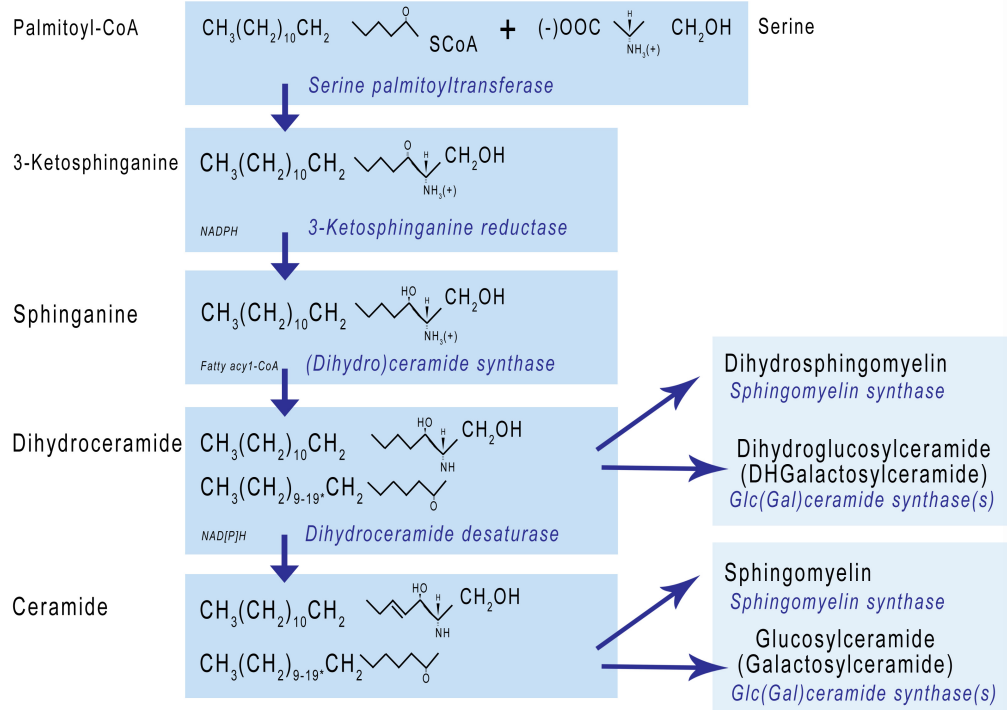 Palmitoyl-CoA CH3(CH2)10CH2 O SCoA + (-)OOC H NH3(+) CH2OH Serine
Serine palmitoyltransferase
3-Ketosphinganine CH3(CH2)10CH2 O H NH3(+) CH2OH
NADPH 3-Ketosphinganine reductase
Sphinganine CH3(CH2)10CH2 HO H NH3(+) CH2OH
Fatty acy1-CoA (Dihydro)ceramide synthase
Dihydrosphingomyelin
Sphingomyelin synthase
Dihydroceramide CH3(CH2)10CH2 HO H NH CH2OH
CH3(CH2)9-19*CH2 O
Dihydroglucosylceramide
(DHGalactosylceramide)
Glc(Gal)ceramide synthase(s)
NAD[P]H Dihydroceramide desaturase
Ceramide CH3(CH2)10CH2 HO H NH CH2OH
CH3(CH2)9-19*CH2 O
Sphingomyelin
Sphingomyelin synthase
Glucosylceramide
(Galactosylceramide)
Glc(Gal)ceramide synthase(s)